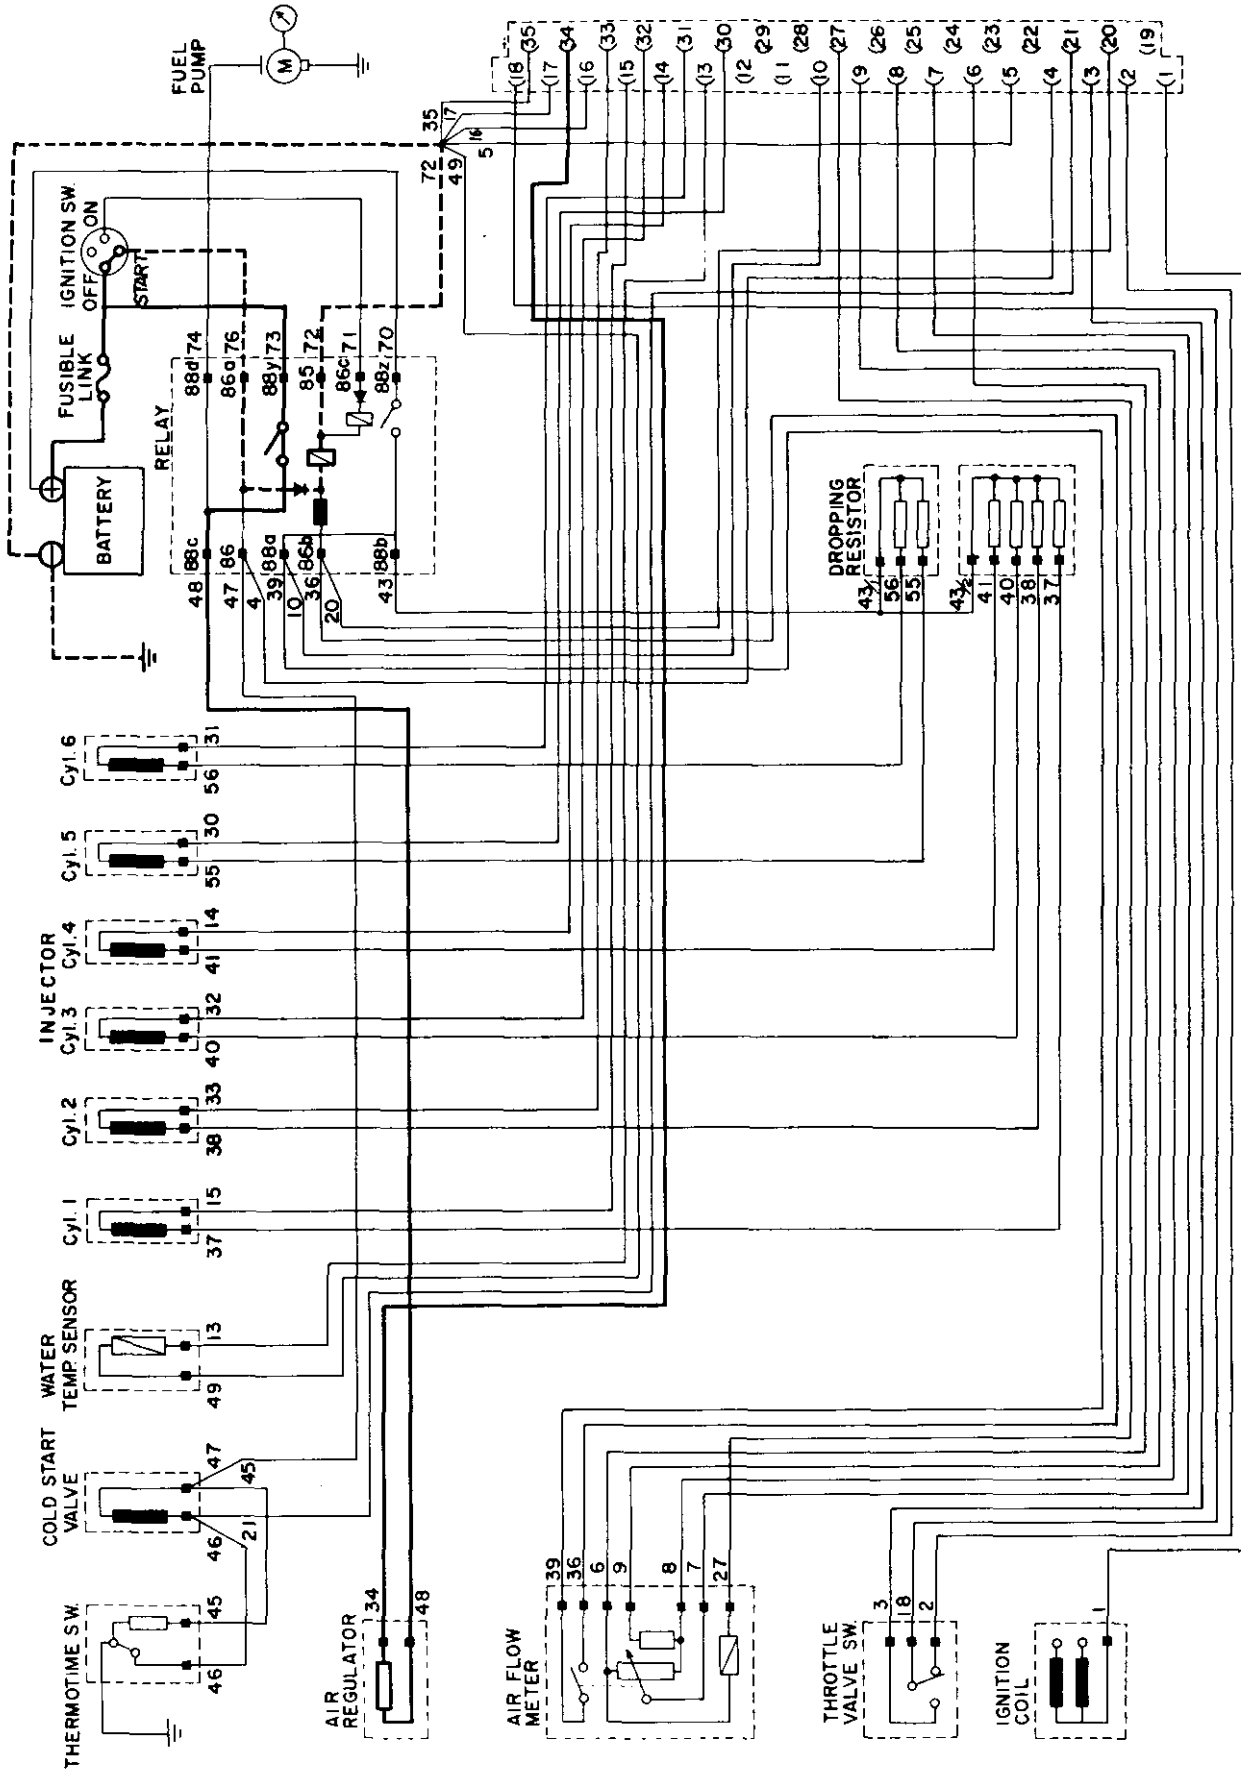 FUEL
PUMP
M
IGNITION SW.
OFF
ON
START
FUSIBLE
LINK
BATTERY
RELAY
88d 74
86a 76
88y 73
85 72
86c 71
88z 70
48 88c
47 86
4
39 88a
10
36 86b
20
43 88b
35
17
16
5
72
49
(18
(17
(16
(15
(14
(13
(12
(11
(10
(9
(8
(7
(6
(5
(4
(3
(2
(1
(35
(34
(33
(32
(31
(30
(29
(28
(27
(26
(25
(24
(23
(22
(21
(20
(19
DROPPING
RESISTOR
43/1
56
55
43/2
41
40
38
37
INJECTOR
Cyl. 6
56
31
Cyl. 5
55
30
Cyl. 4
41
14
Cyl. 3
40
32
Cyl. 2
38
33
Cyl. 1
37
15
WATER
TEMP. SENSOR
49
13
COLD START
VALVE
46
47
21
45
THERMOTIME SW.
46
45
AIR
REGULATOR
34
48
AIR FLOW
METER
39
36
6
9
8
7
27
THROTTLE
VALVE SW.
3
18
2
IGNITION
COIL
1